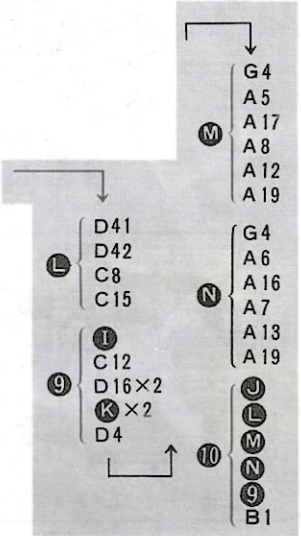 L
D41
D42
C8
C15
9
I
C12
D16×2
K ×2
D4
M
G4
A5
A17
A8
A12
A19
N
G4
A6
A16
A7
A13
A19
10
J
L
M
N
9
B1